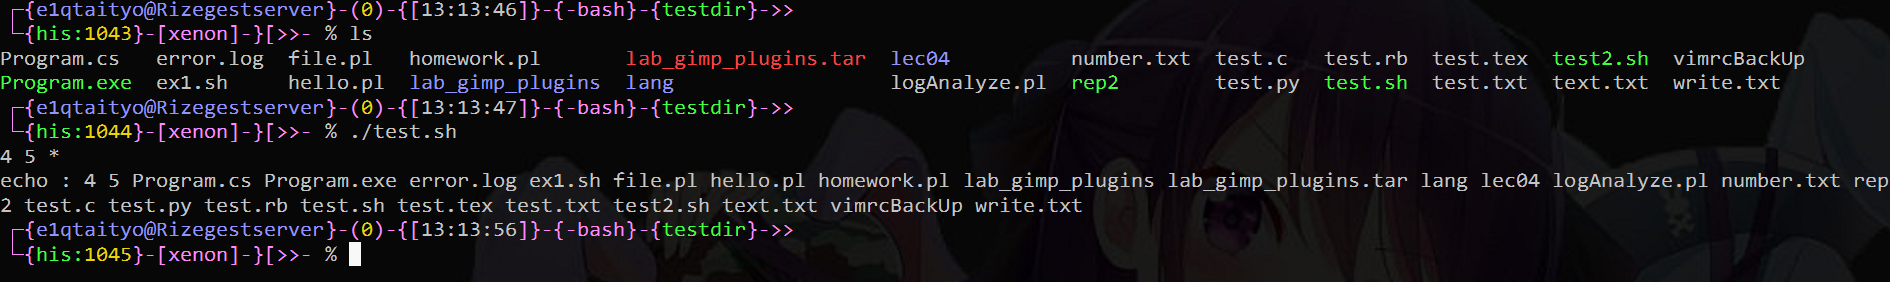 ┌{e1qtaityo@Rizegestserver}-(0)-{[13:13:46]}-{-bash}-{testdir}->>
└{his:1043}-[xenon]-}[>>- % ls
Program.cs error.log file.pl homework.pl lab_gimp_plugins.tar lec04 number.txt test.c test.rb test.tex test2.sh vimrcBackUp
Program.exe ex1.sh hello.pl lab_gimp_plugins lang logAnalyze.pl rep2 test.py test.sh test.txt text.txt write.txt
┌{e1qtaityo@Rizegestserver}-(0)-{[13:13:47]}-{-bash}-{testdir}->>
└{his:1044}-[xenon]-}[>>- % ./test.sh
4 5 *
echo : 4 5 Program.cs Program.exe error.log ex1.sh file.pl hello.pl homework.pl lab_gimp_plugins lab_gimp_plugins.tar lang lec04 logAnalyze.pl number.txt rep
2 test.c test.py test.rb test.sh test.tex test.txt test2.sh text.txt vimrcBackUp write.txt
┌{e1qtaityo@Rizegestserver}-(0)-{[13:13:56]}-{-bash}-{testdir}->>
└{his:1045}-[xenon]-}[>>- %